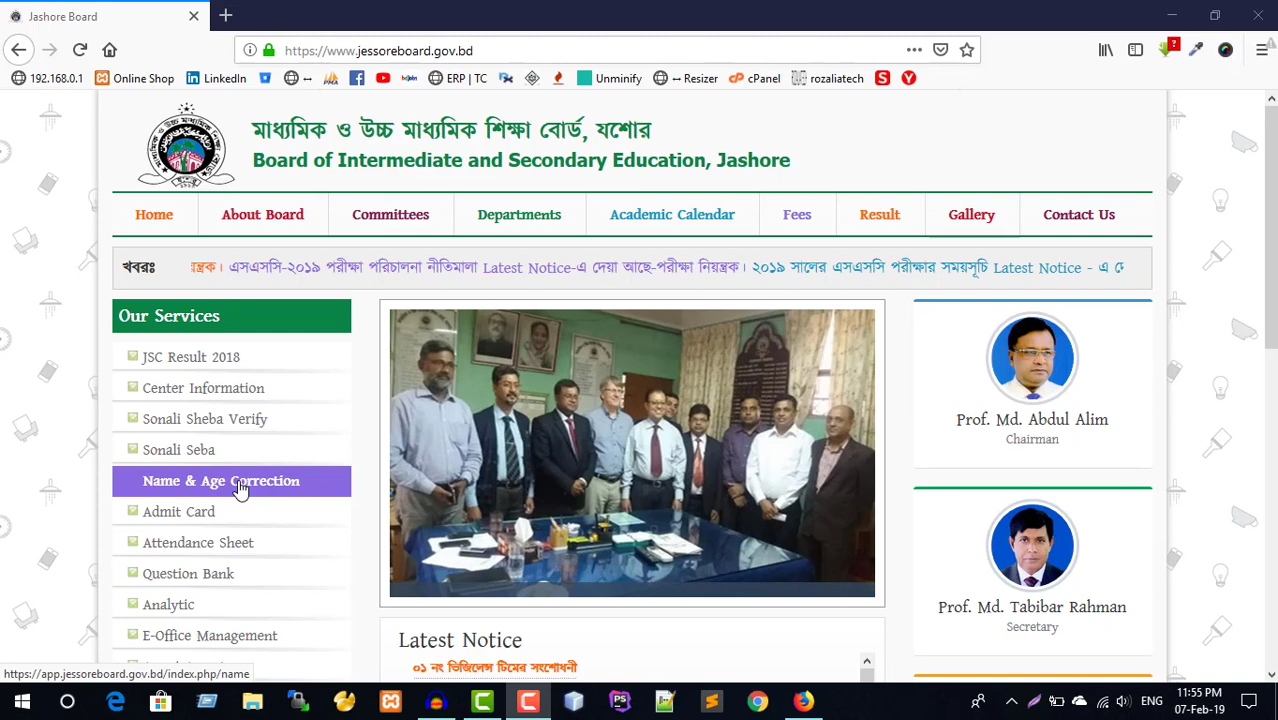 Jashore Board
https://www.jessoreboard.gov.bd
192.168.0.1
Online Shop
LinkedIn
ERP | TC
Unminify
Resizer
cPanel
rozaliatech
মাধ্যমিক ও উচ্চ মাধ্যমিক শিক্ষা বোর্ড, যশোর
Board of Intermediate and Secondary Education, Jashore
Home
About Board
Committees
Departments
Academic Calendar
Fees
Result
Gallery
Contact Us
খবরঃ
য়ন্ত্রক। এসএসসি-২০১৯ পরীক্ষা পরিচালনা নীতিমালা Latest Notice-এ দেয়া আছে-পরীক্ষা নিয়ন্ত্রক। ২০১৯ সালের এসএসসি পরীক্ষার সময়সূচি Latest Notice - এ দে
Our Services
JSC Result 2018
Center Information
Sonali Sheba Verify
Sonali Seba
Name & Age Correction
Admit Card
Attendance Sheet
Question Bank
Analytic
E-Office Management
Latest Notice
০১ নং ভিজিলেন্স টিমের সংশোধনী
Prof. Md. Abdul Alim
Chairman
Prof. Md. Tabibar Rahman
Secretary
https://app.jessoreboard.gov.bd/index.php/name
ENG
11:55 PM
07-Feb-19